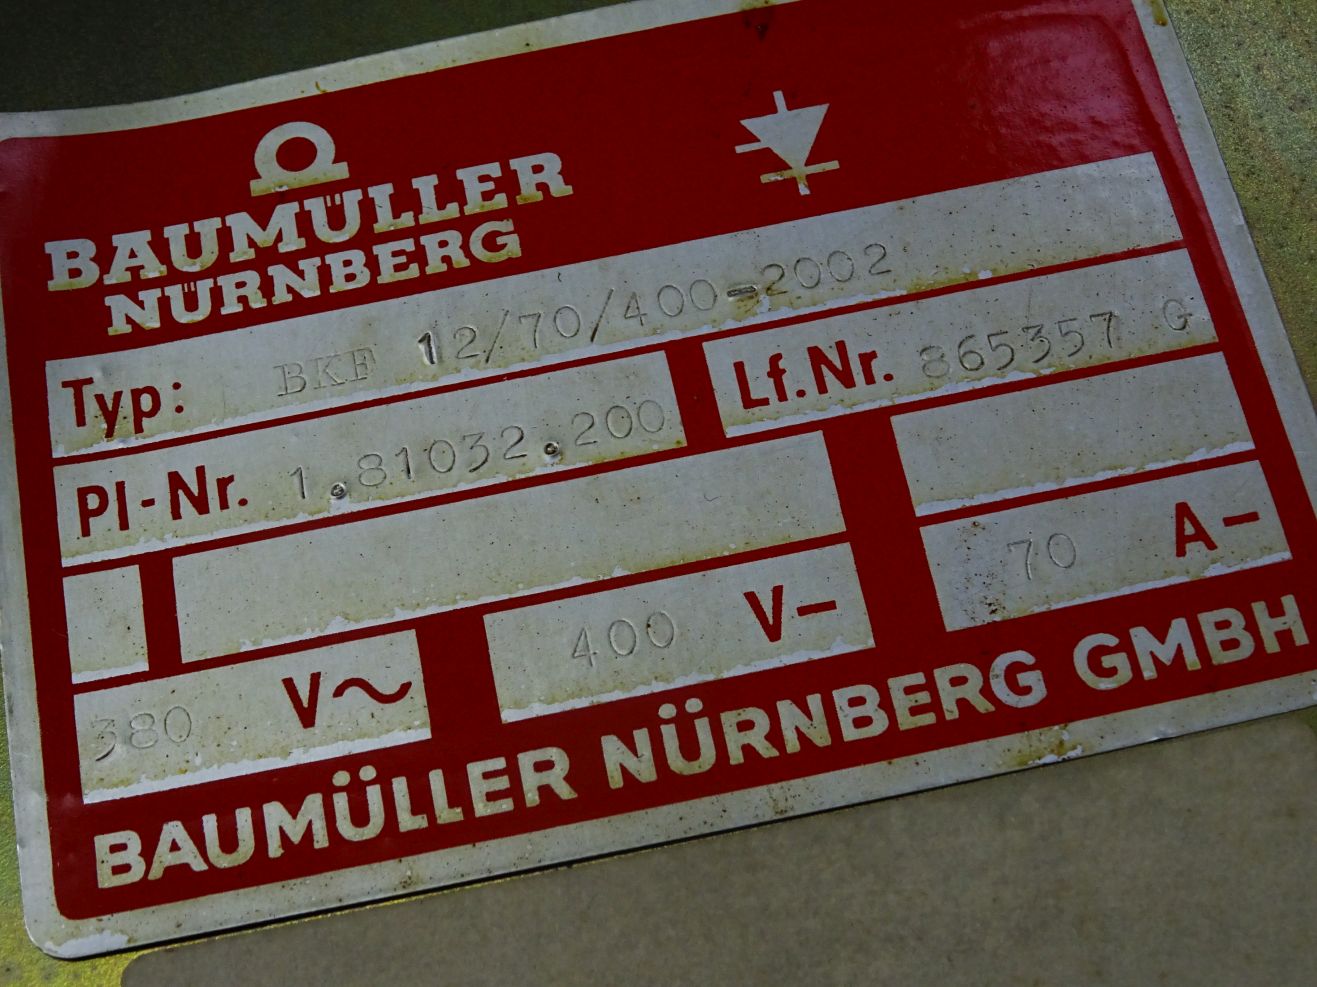 BAUMÜLLER
NÜRNBERG
Typ: BKF 12/70/400-2002
Pl-Nr. 1.81032.200 Lf.Nr. 865357 G
380 V~ 400 V– 70 A–
BAUMÜLLER NÜRNBERG GMBH